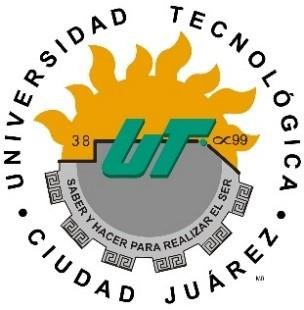 UNIVERSIDAD TECNOLÓGICA
38 UT. ∝99
SABER Y HACER PARA REALIZAR EL SER
CIUDAD JUÁREZ